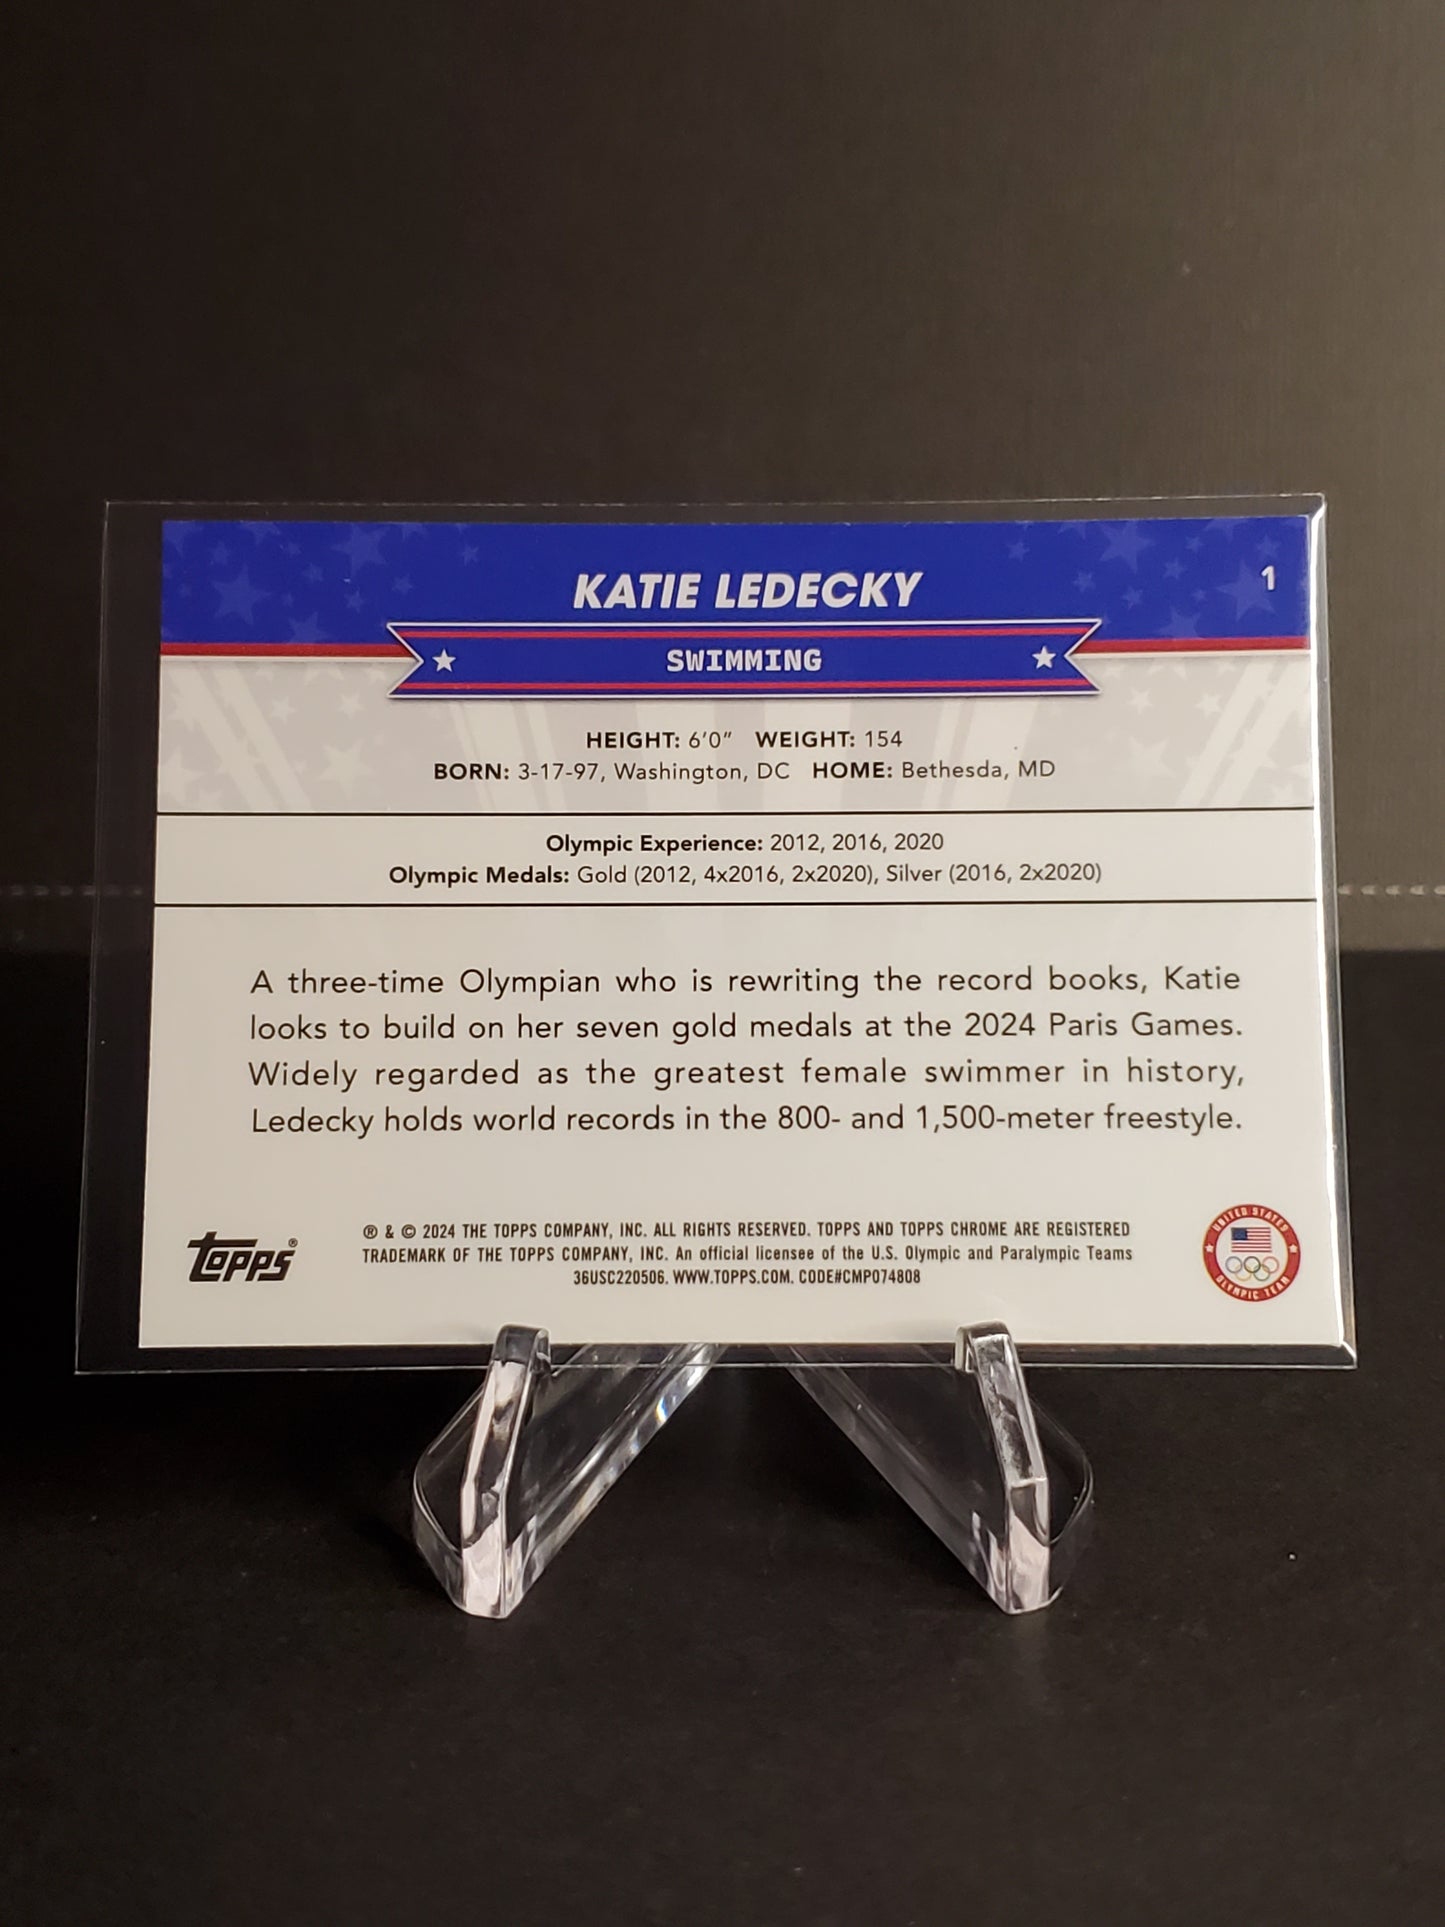 KATIE LEDECKY
1
SWIMMING
HEIGHT: 6'0" WEIGHT: 154
BORN: 3-17-97, Washington, DC HOME: Bethesda, MD
Olympic Experience: 2012, 2016, 2020
Olympic Medals: Gold (2012, 4x2016, 2x2020), Silver (2016, 2x2020)
A three-time Olympian who is rewriting the record books, Katie
looks to build on her seven gold medals at the 2024 Paris Games.
Widely regarded as the greatest female swimmer in history,
Ledecky holds world records in the 800- and 1,500-meter freestyle.
Topps®
® & © 2024 THE TOPPS COMPANY, INC. ALL RIGHTS RESERVED. TOPPS AND TOPPS CHROME ARE REGISTERED
TRADEMARK OF THE TOPPS COMPANY, INC. An official licensee of the U.S. Olympic and Paralympic Teams
36USC220506. WWW.TOPPS.COM. CODE#CMP074808
UNITED STATES
OLYMPIC TEAM